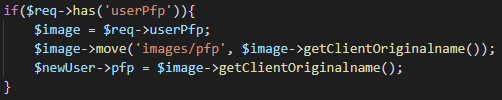 if($req->has('userPfp')){
$image = $req->userPfp;
$image->move('images/pfp', $image->getClientOriginalname());
$newUser->pfp = $image->getClientOriginalname();
}